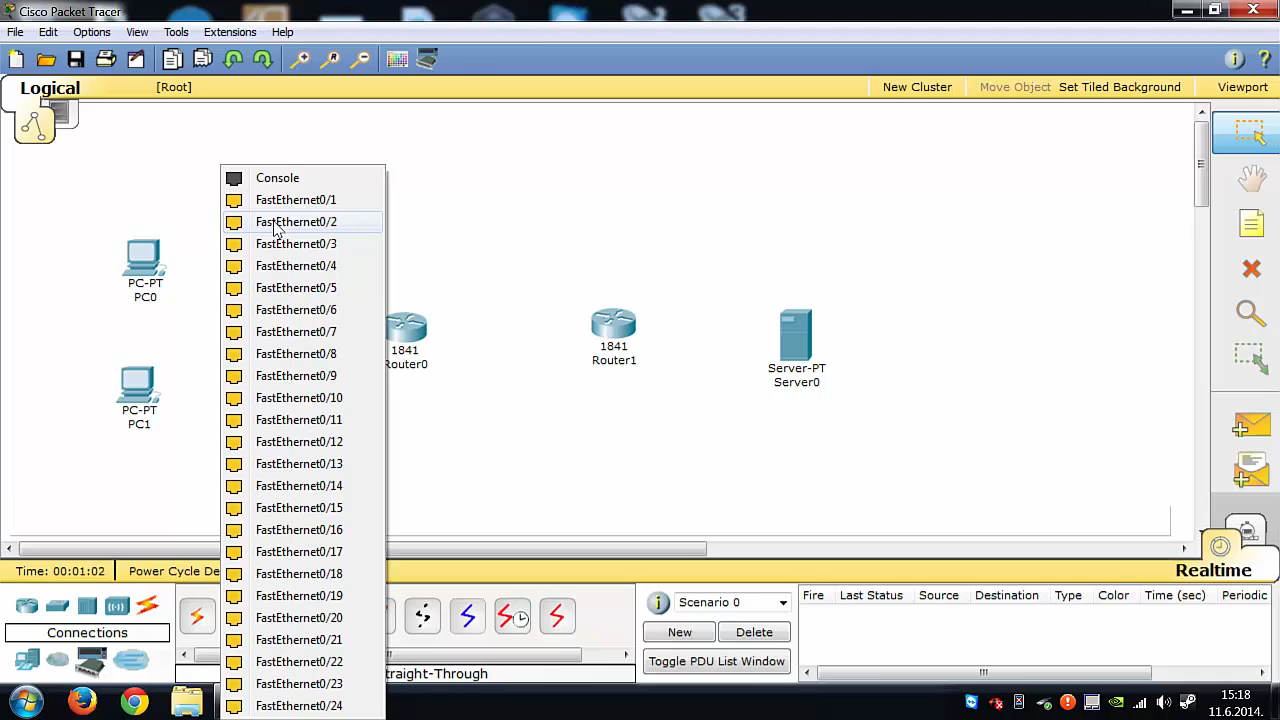 Cisco Packet Tracer
File Edit Options View Tools Extensions Help
Logical [Root] New Cluster Move Object Set Tiled Background Viewport
Console
FastEthernet0/1
FastEthernet0/2
FastEthernet0/3
FastEthernet0/4
FastEthernet0/5
FastEthernet0/6
FastEthernet0/7
FastEthernet0/8
FastEthernet0/9
FastEthernet0/10
FastEthernet0/11
FastEthernet0/12
FastEthernet0/13
FastEthernet0/14
FastEthernet0/15
FastEthernet0/16
FastEthernet0/17
FastEthernet0/18
FastEthernet0/19
FastEthernet0/20
FastEthernet0/21
FastEthernet0/22
FastEthernet0/23
FastEthernet0/24
PC-PT
PC0
PC-PT
PC1
1841
Router0
1841
Router1
Server-PT
Server0
Time: 00:01:02 Power Cycle De
Realtime
Connections
traight-Through
Scenario 0
New Delete
Toggle PDU List Window
Fire Last Status Source Destination Type Color Time (sec) Periodic
15:18
11.6.2014.